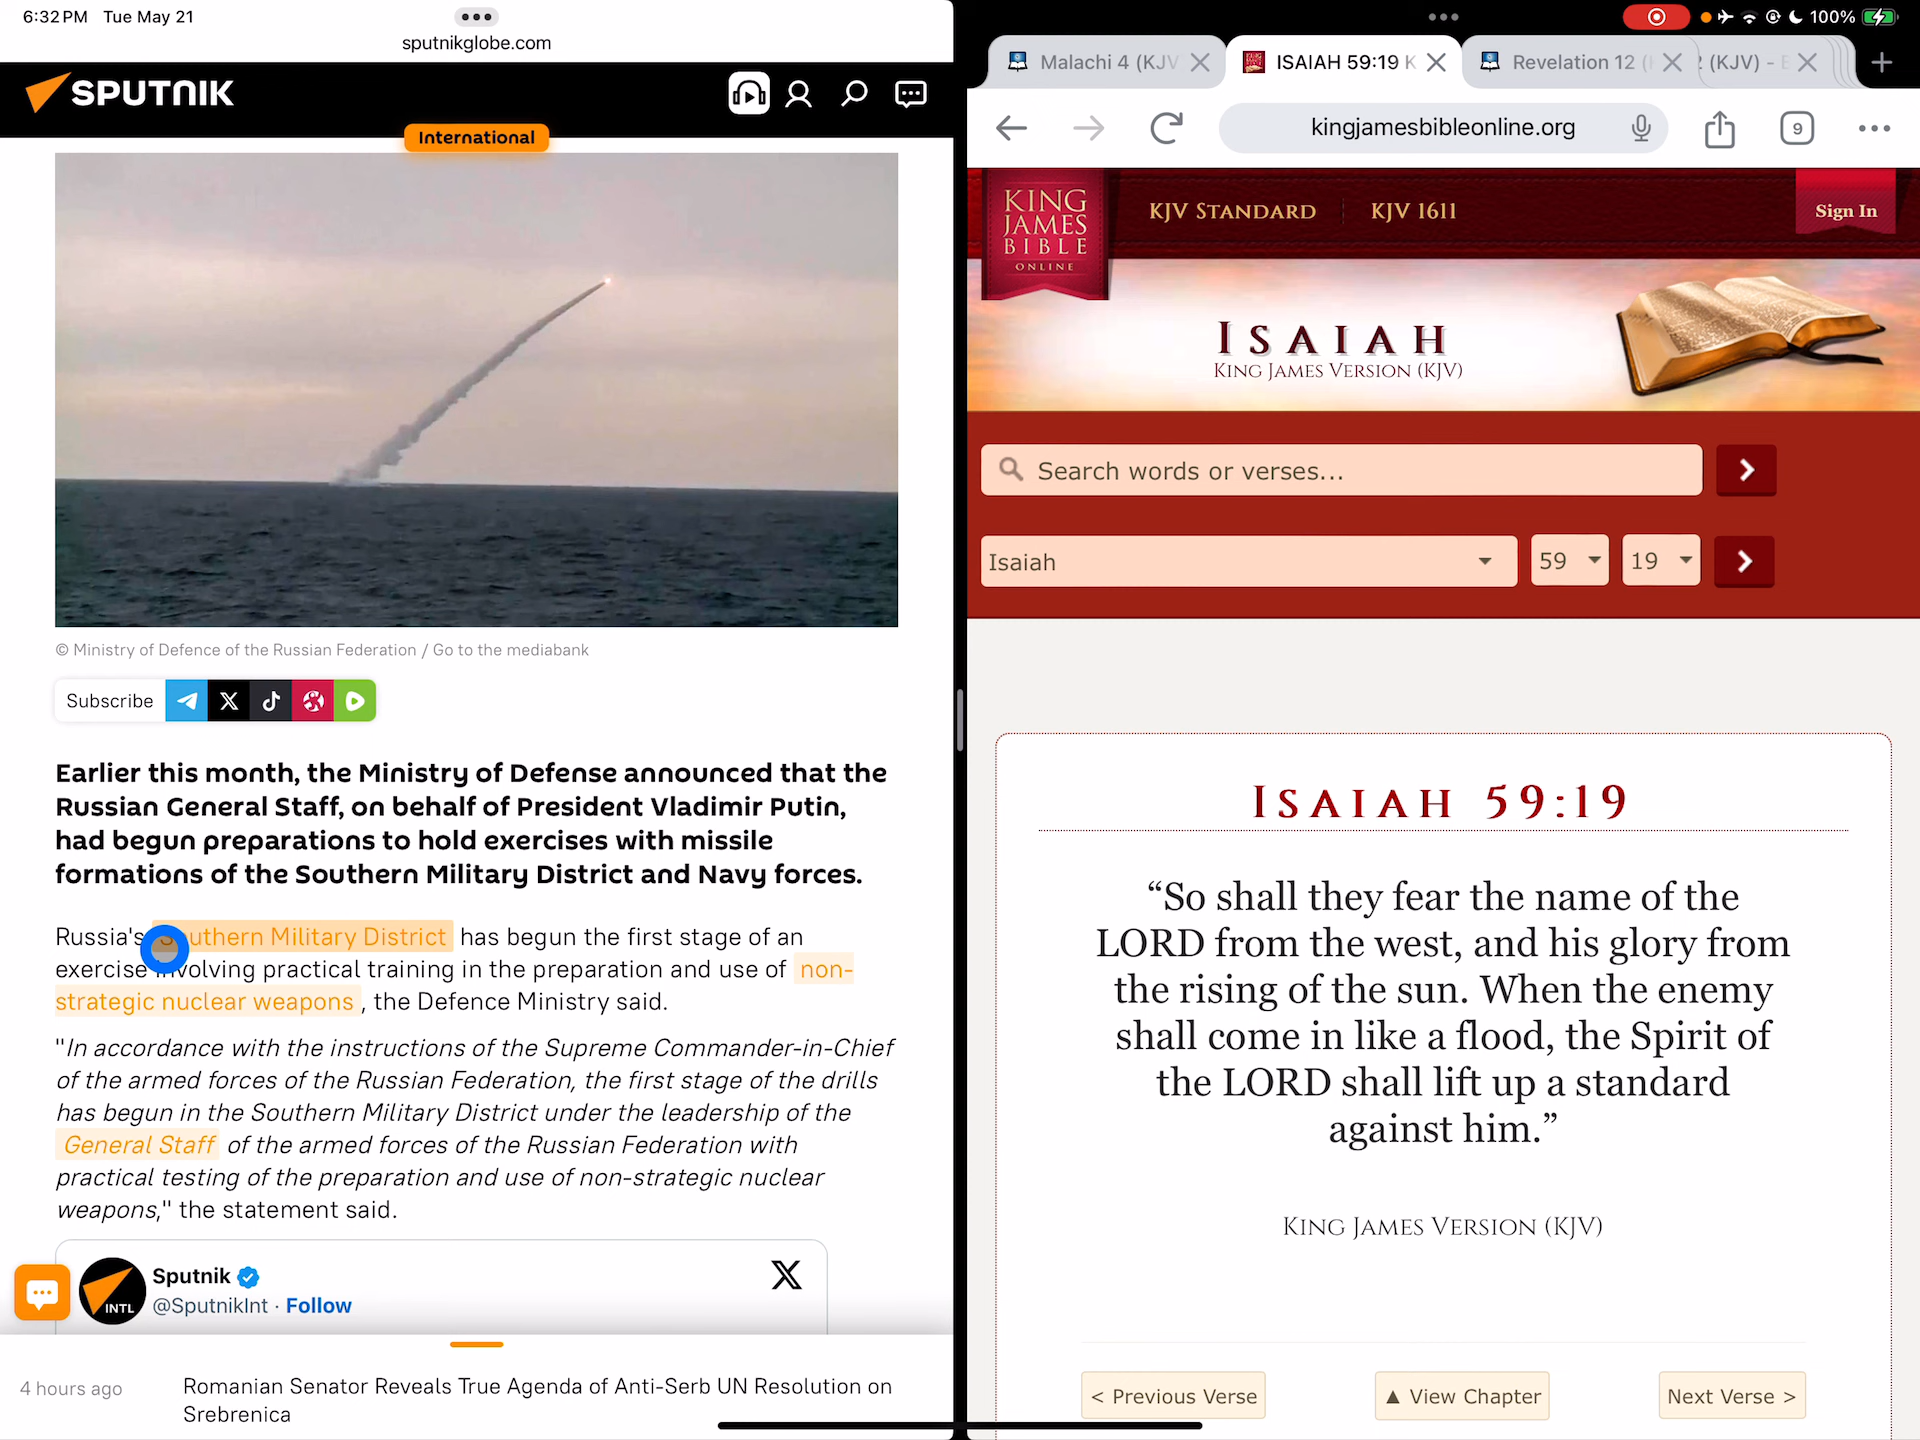 6:32 PM Tue May 21
sputnikglobe.com
SPUTNIK
International
© Ministry of Defence of the Russian Federation / Go to the mediabank
Subscribe
Earlier this month, the Ministry of Defense announced that the
Russian General Staff, on behalf of President Vladimir Putin,
had begun preparations to hold exercises with missile
formations of the Southern Military District and Navy forces.
Russia's Southern Military District has begun the first stage of an
exercise involving practical training in the preparation and use of non-
strategic nuclear weapons, the Defence Ministry said.
"In accordance with the instructions of the Supreme Commander-in-Chief
of the armed forces of the Russian Federation, the first stage of the drills
has begun in the Southern Military District under the leadership of the
General Staff of the armed forces of the Russian Federation with
practical testing of the preparation and use of non-strategic nuclear
weapons," the statement said.
INTL
Sputnik
@SputnikInt · Follow
4 hours ago
Romanian Senator Reveals True Agenda of Anti-Serb UN Resolution on
Srebrenica
100%
Malachi 4 (KJV
ISAIAH 59:19 K
Revelation 12 (
(KJV) -
kingjamesbibleonline.org
9
KING
JAMES
BIBLE
ONLINE
KJV STANDARD
KJV 1611
Sign In
ISAIAH
KING JAMES VERSION (KJV)
Search words or verses...
Isaiah
59
19
ISAIAH 59:19
“So shall they fear the name of the
LORD from the west, and his glory from
the rising of the sun. When the enemy
shall come in like a flood, the Spirit of
the LORD shall lift up a standard
against him.”
KING JAMES VERSION (KJV)
< Previous Verse
▲ View Chapter
Next Verse >